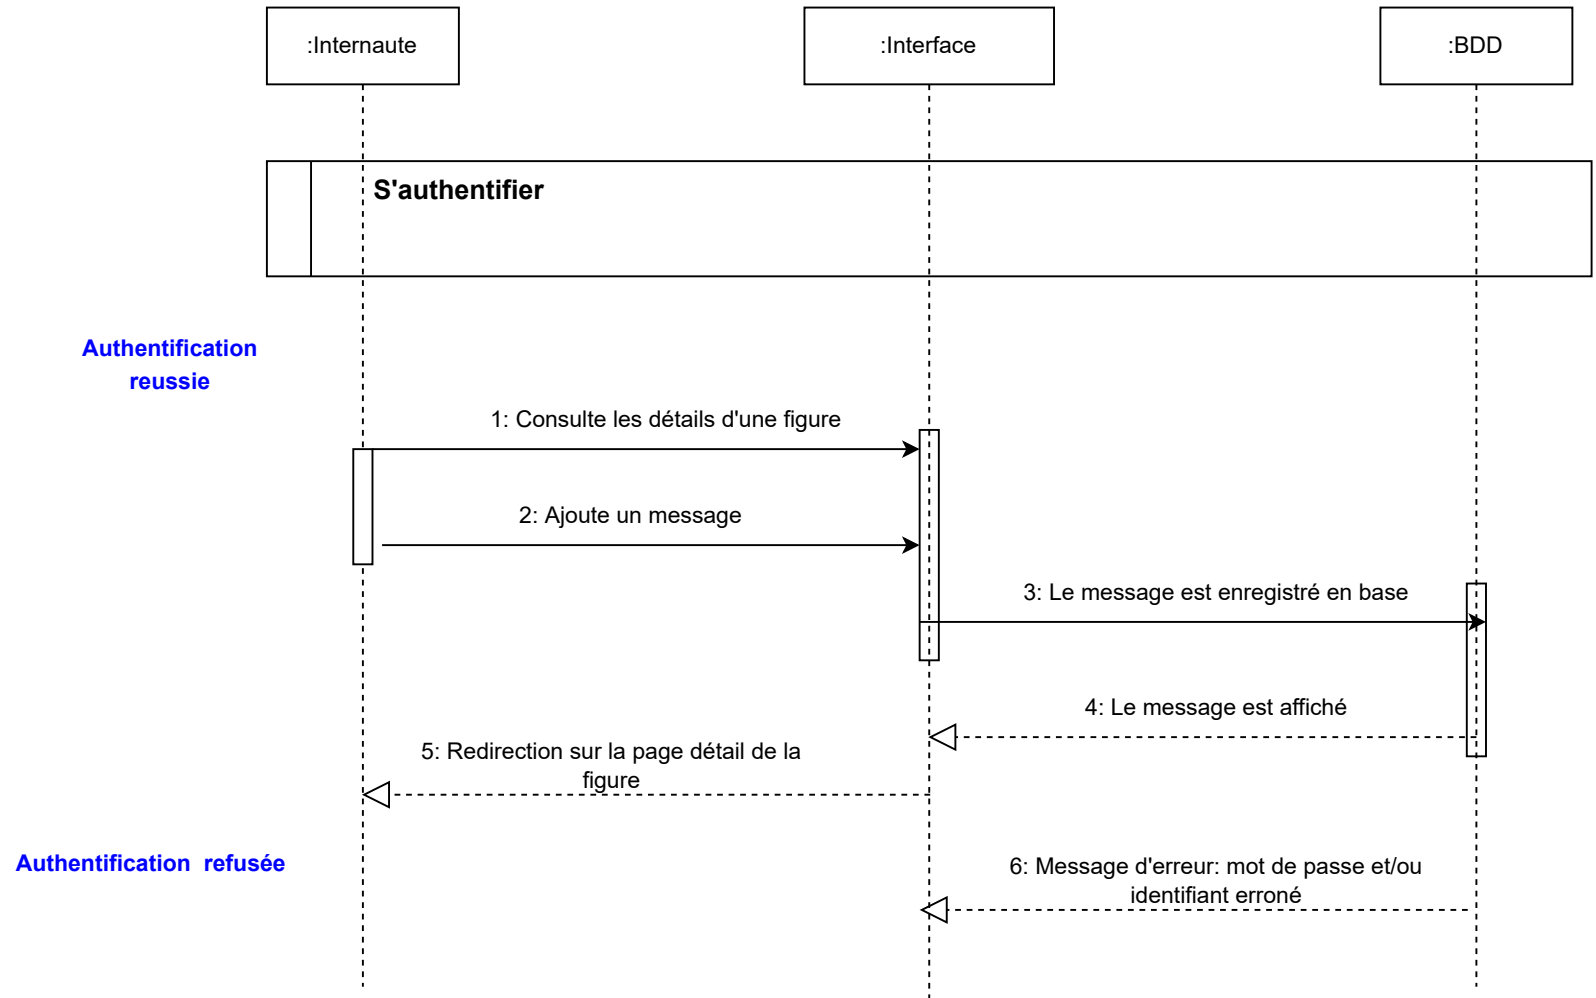 :Internaute
:Interface
:BDD
S'authentifier
Authentification
reussie
1: Consulte les détails d'une figure
2: Ajoute un message
3: Le message est enregistré en base
4: Le message est affiché
5: Redirection sur la page détail de la
figure
Authentification refusée
6: Message d'erreur: mot de passe et/ou
identifiant erroné